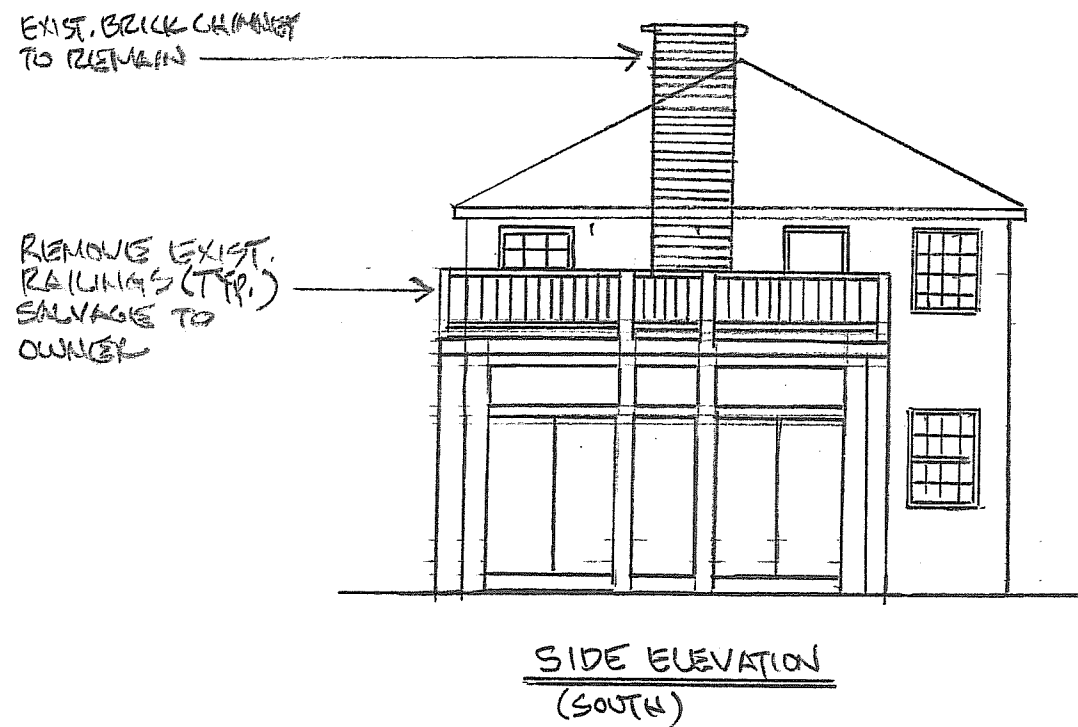 EXIST. BRICK CHIMNEY
TO REMAIN
REMOVE EXIST.
RAILINGS (TYP.)
SALVAGE TO
OWNER
SIDE ELEVATION
(SOUTH)